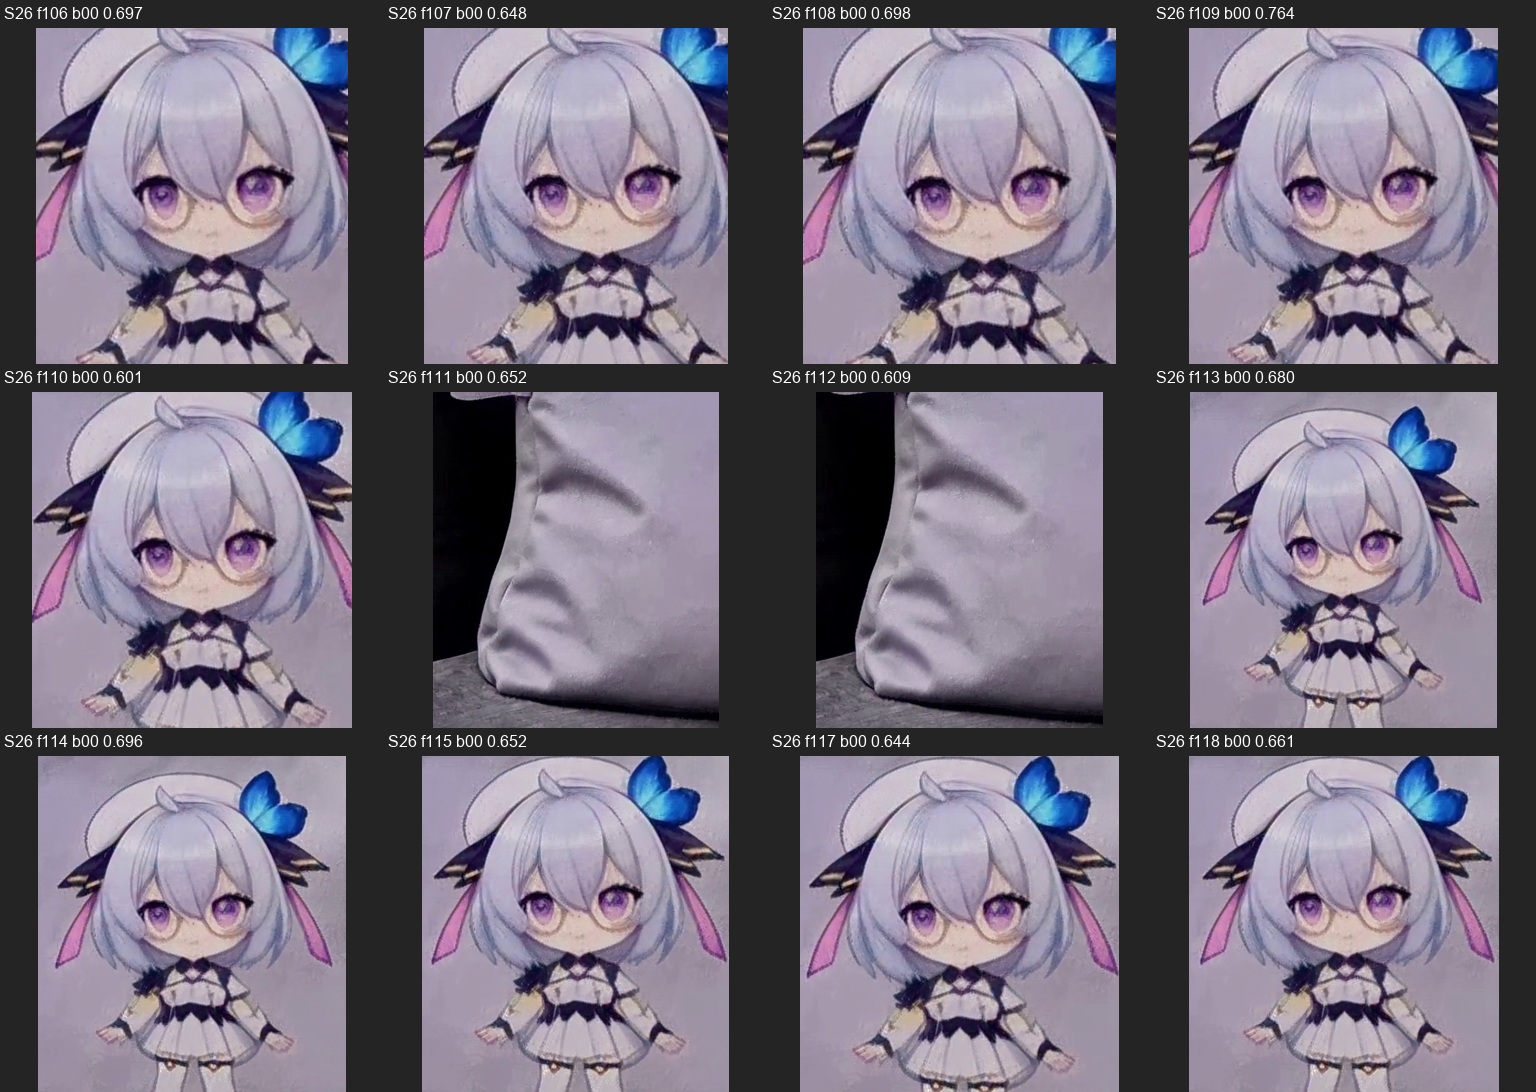 S26 f106 b00 0.697
S26 f107 b00 0.648
S26 f108 b00 0.698
S26 f109 b00 0.764
S26 f110 b00 0.601
S26 f111 b00 0.652
S26 f112 b00 0.609
S26 f113 b00 0.680
S26 f114 b00 0.696
S26 f115 b00 0.652
S26 f117 b00 0.644
S26 f118 b00 0.661